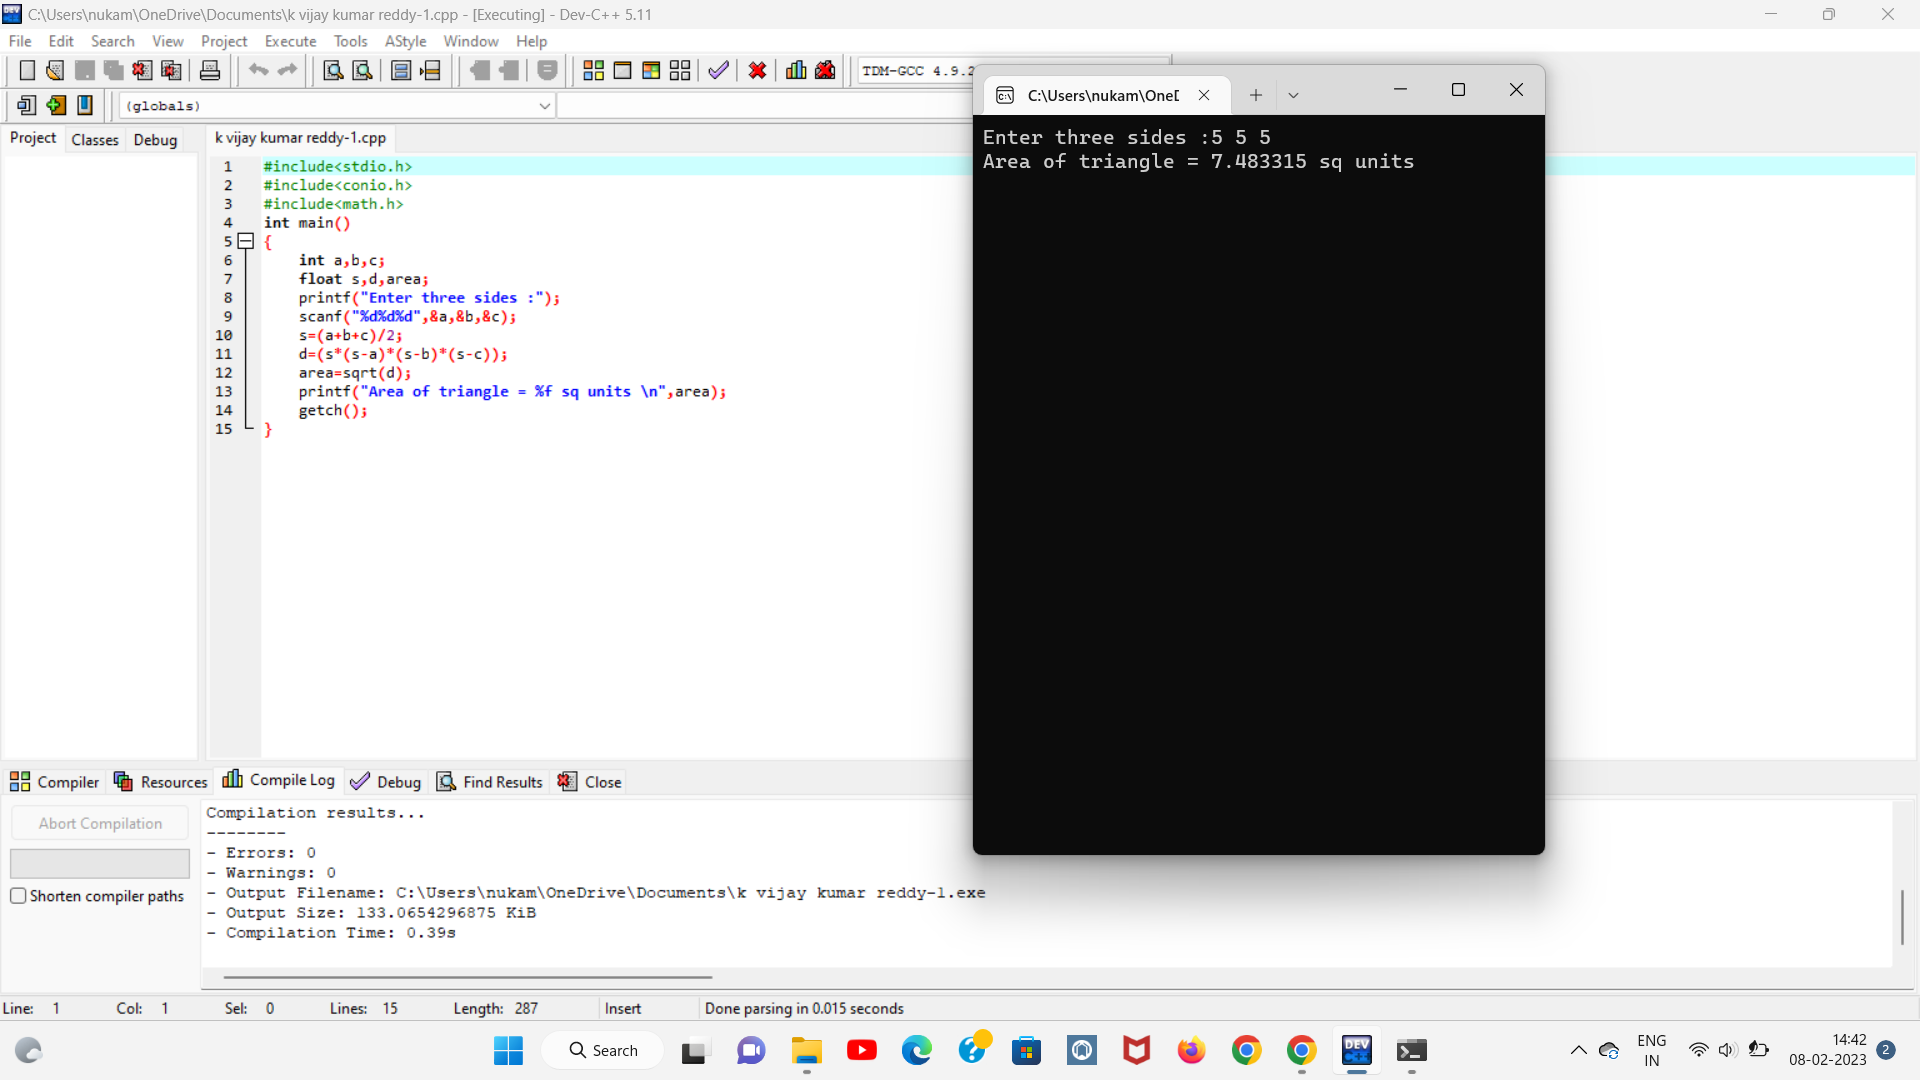 C:\Users\nukam\OneDrive\Documents\k vijay kumar reddy-1.cpp - [Executing] - Dev-C++ 5.11
File Edit Search View Project Execute Tools AStyle Window Help
TDM-GCC 4.9.2
(globals)
Project Classes Debug
k vijay kumar reddy-1.cpp
1 #include<stdio.h>
2 #include<conio.h>
3 #include<math.h>
4 int main()
5 {
6 int a,b,c;
7 float s,d,area;
8 printf("Enter three sides :");
9 scanf("%d%d%d",&a,&b,&c);
10 s=(a+b+c)/2;
11 d=(s*(s-a)*(s-b)*(s-c));
12 area=sqrt(d);
13 printf("Area of triangle = %f sq units \n",area);
14 getch();
15 }
C:\Users\nukam\One
Enter three sides :5 5 5
Area of triangle = 7.483315 sq units
Compiler Resources Compile Log Debug Find Results Close
Abort Compilation
Shorten compiler paths
Compilation results...
--------
- Errors: 0
- Warnings: 0
- Output Filename: C:\Users\nukam\OneDrive\Documents\k vijay kumar reddy-1.exe
- Output Size: 133.0654296875 KiB
- Compilation Time: 0.39s
Line: 1 Col: 1 Sel: 0 Lines: 15 Length: 287 Insert Done parsing in 0.015 seconds
Search
DEV C++
ENG
IN
14:42
08-02-2023
2